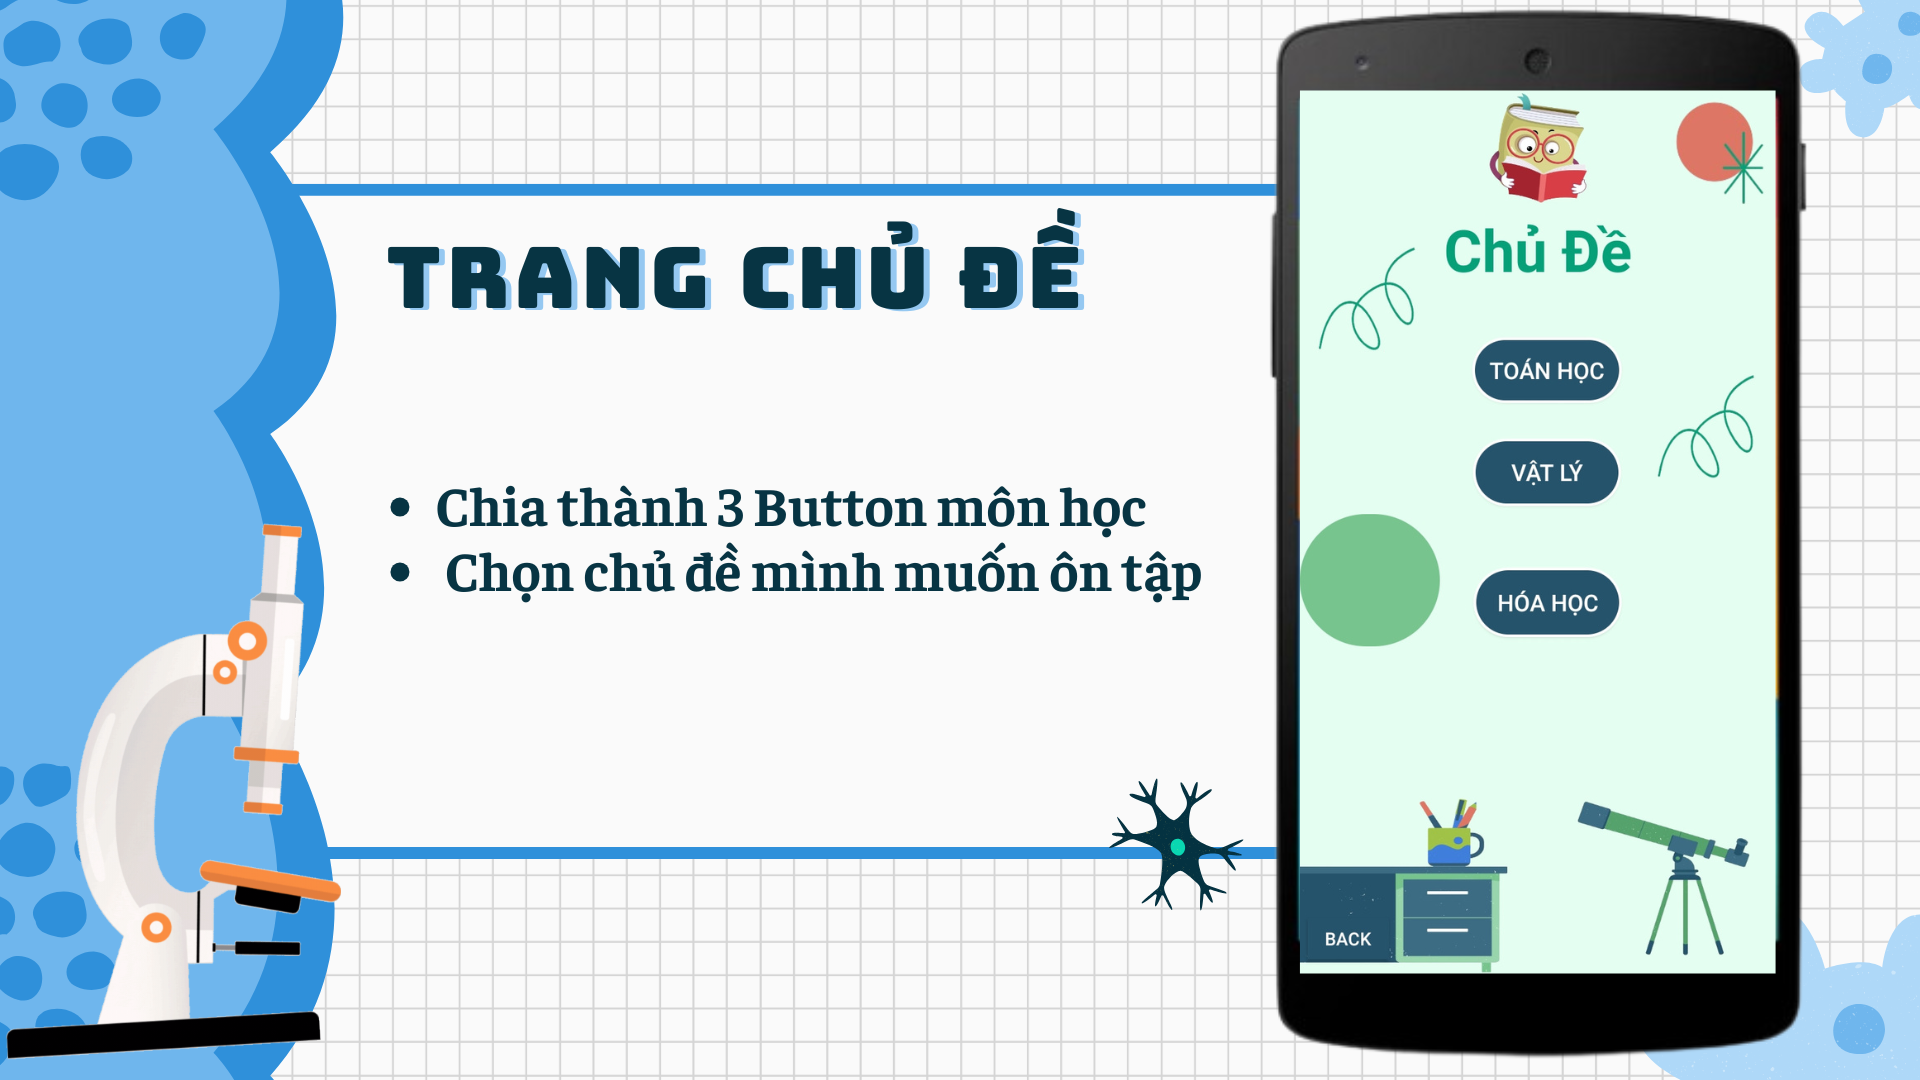 TRANG CHỦ ĐỀ
Chia thành 3 Button môn học
Chọn chủ đề mình muốn ôn tập
Chủ Đề
TOÁN HỌC
VẬT LÝ
HÓA HỌC
BACK